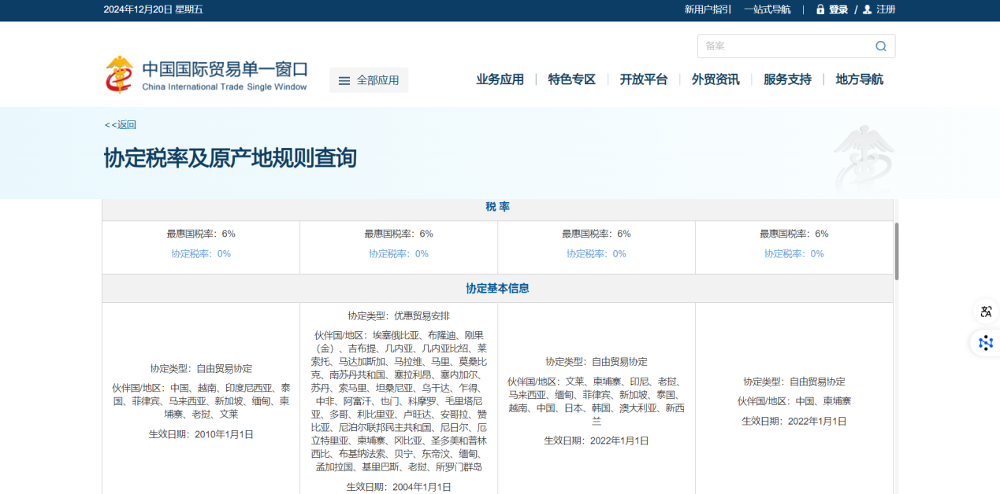 2024年12月20日 星期五
新用户指引 一站式导航 | 登录 / 注册
备案
中国国际贸易单一窗口
China International Trade Single Window
全部应用
业务应用 | 特色专区 | 开放平台 | 外贸资讯 | 服务支持 | 地方导航
<<返回
协定税率及原产地规则查询
税 率
最惠国税率：6%
协定税率：0%
最惠国税率：6%
协定税率：0%
最惠国税率：6%
协定税率：0%
最惠国税率：6%
协定税率：0%
协定基本信息
协定类型：自由贸易协定
伙伴国/地区：中国、越南、印度尼西亚、泰
国、菲律宾、马来西亚、新加坡、缅甸、柬
埔寨、老挝、文莱
生效日期：2010年1月1日
协定类型：优惠贸易安排
伙伴国/地区：埃塞俄比亚、布隆迪、刚果
（金）、吉布提、几内亚、几内亚比绍、莱
索托、马达加斯加、马拉维、马里、莫桑比
克、南苏丹共和国、塞拉利昂、塞内加尔、
苏丹、索马里、坦桑尼亚、乌干达、乍得、
中非、阿富汗、也门、科摩罗、毛里塔尼
亚、多哥、利比里亚、卢旺达、安哥拉、赞
比亚、尼泊尔联邦民主共和国、尼日尔、厄
立特里亚、柬埔寨、冈比亚、圣多美和普林
西比、布基纳法索、贝宁、东帝汶、缅甸、
孟加拉国、基里巴斯、老挝、所罗门群岛
生效日期：2004年1月1日
协定类型：自由贸易协定
伙伴国/地区：文莱、柬埔寨、印尼、老挝、
马来西亚、缅甸、菲律宾、新加坡、泰国、
越南、中国、日本、韩国、澳大利亚、新西
兰
生效日期：2022年1月1日
协定类型：自由贸易协定
伙伴国/地区：中国、柬埔寨
生效日期：2022年1月1日